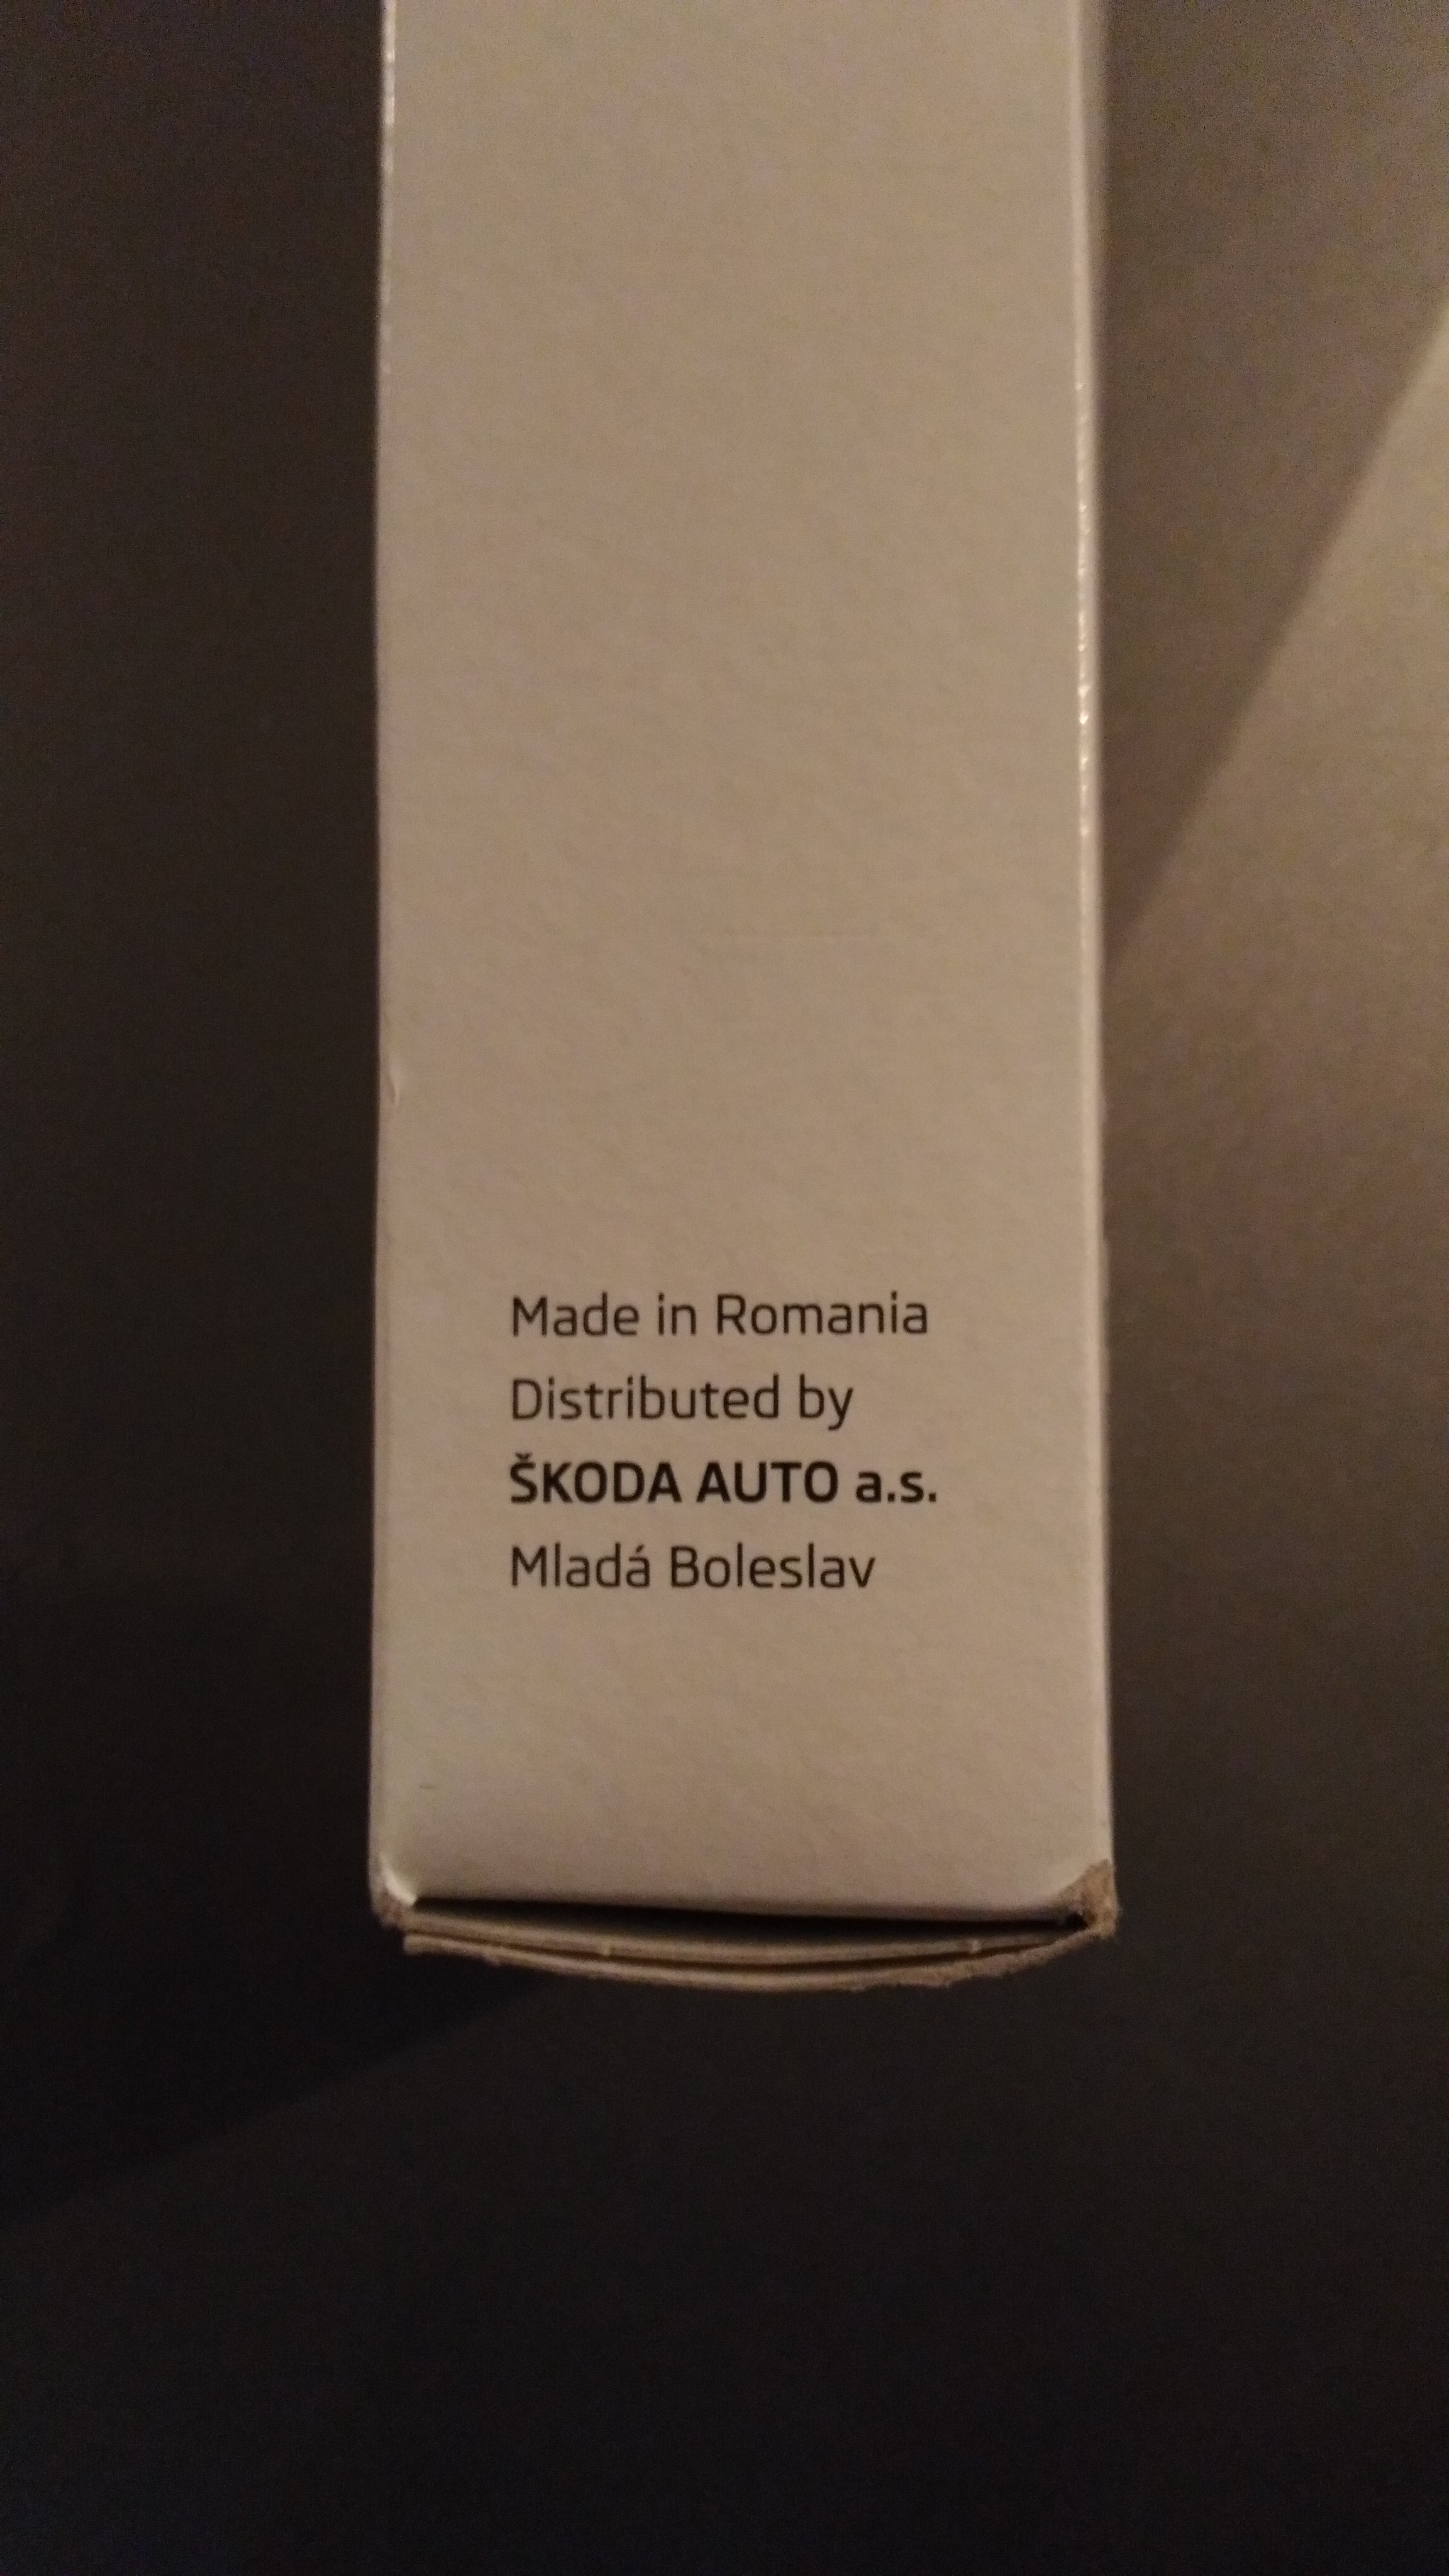 Made in Romania
Distributed by
ŠKODA AUTO a.s.
Mladá Boleslav